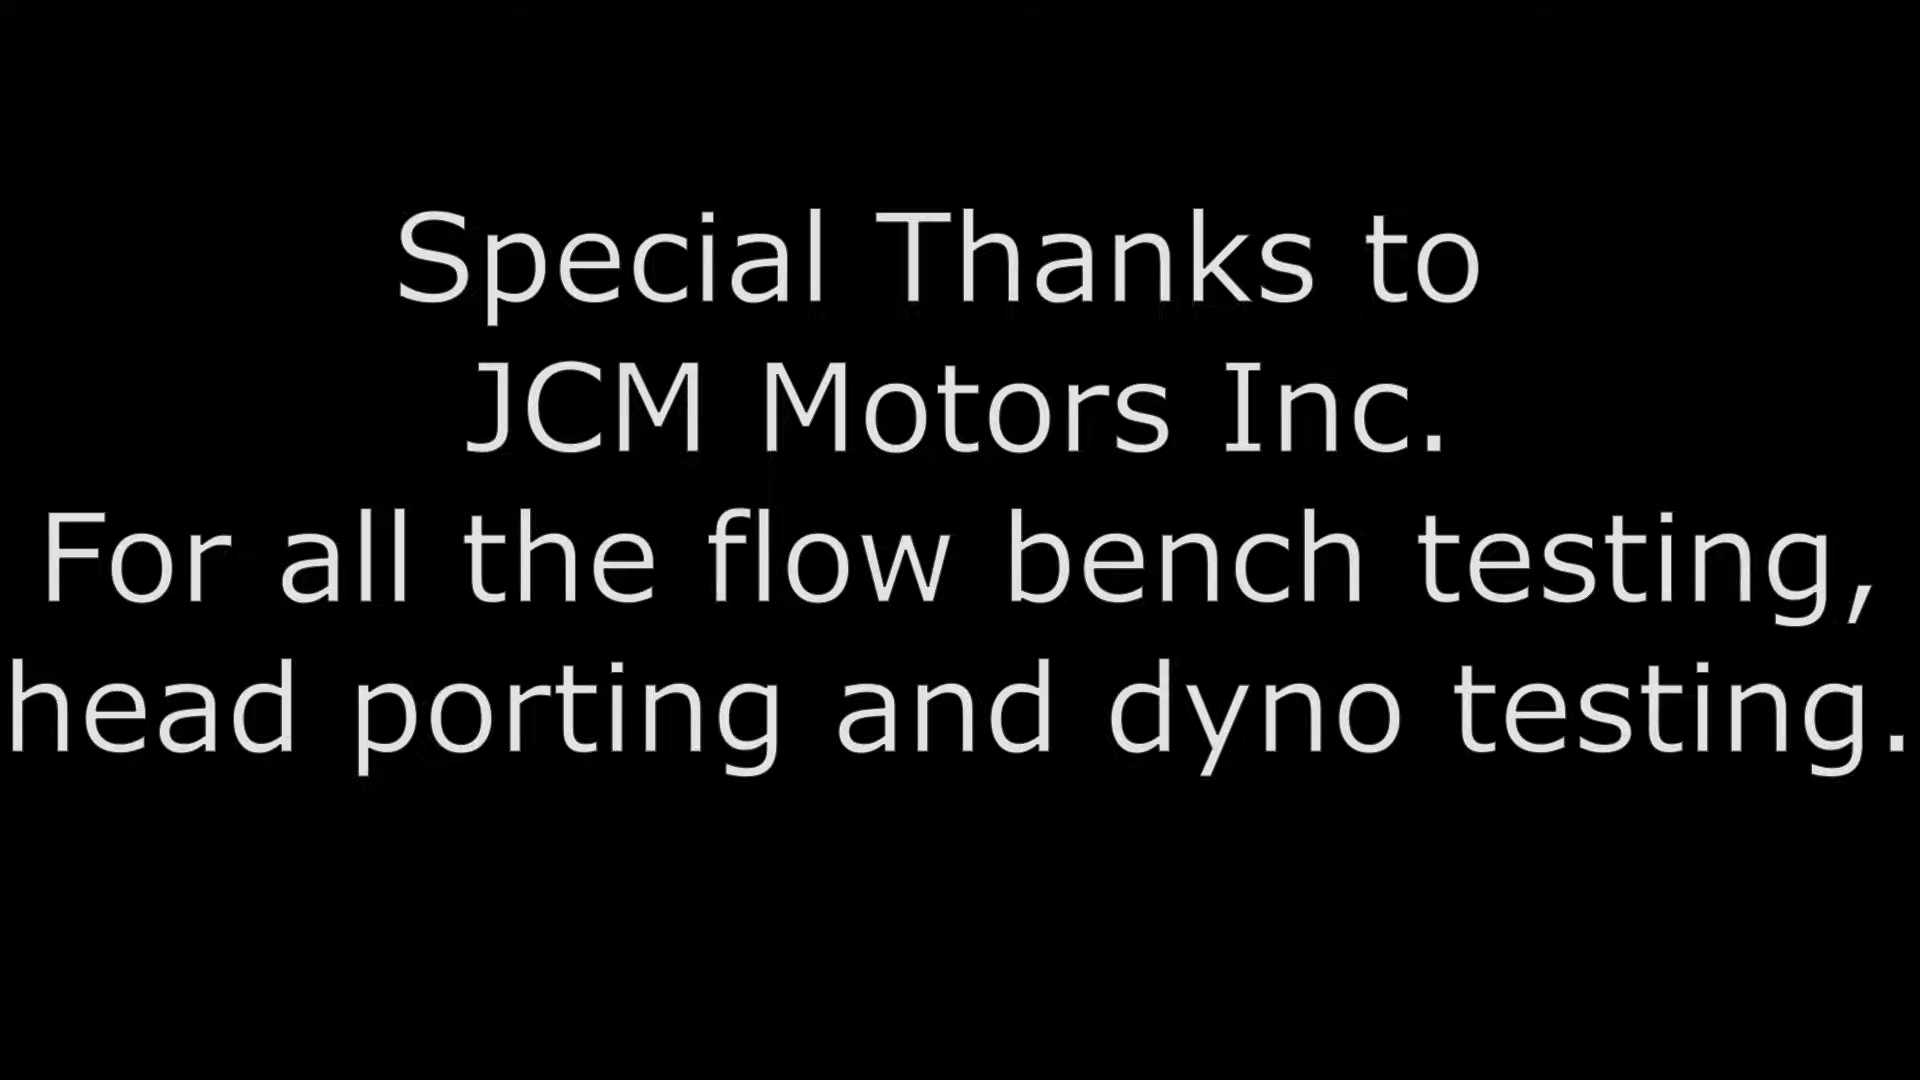 Special Thanks to
JCM Motors Inc.
For all the flow bench testing,
head porting and dyno testing.